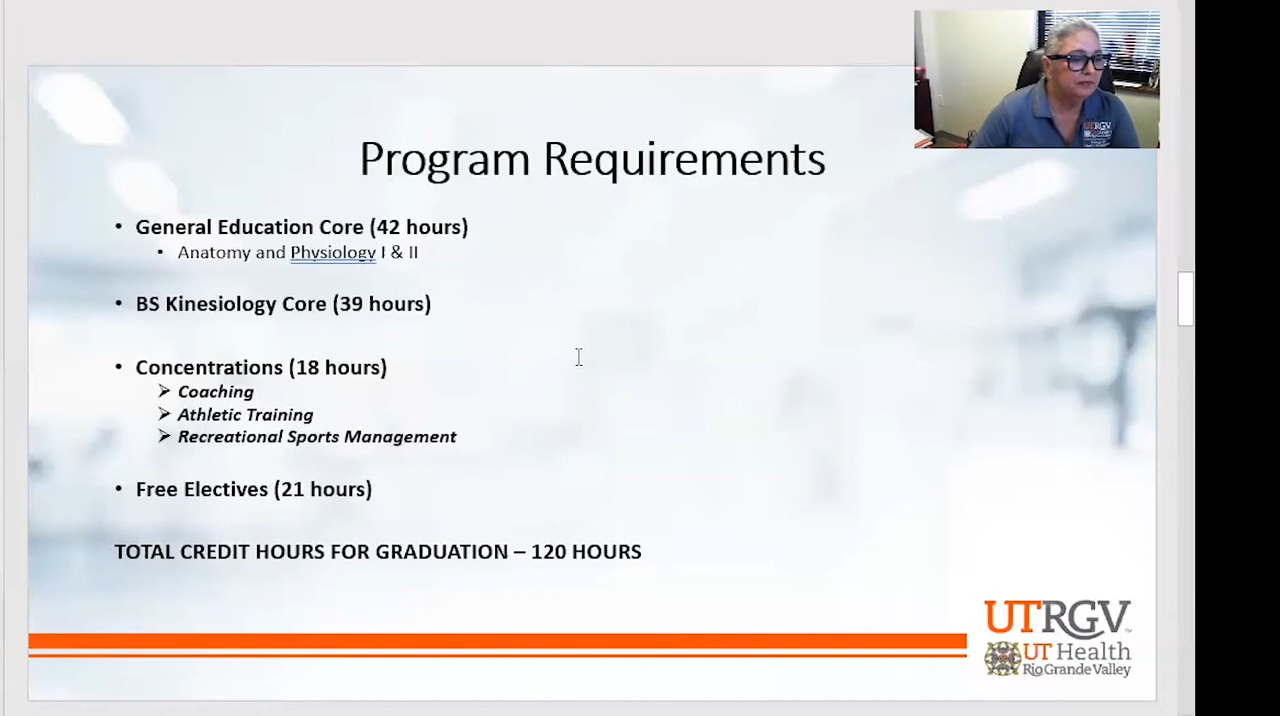 UTRGV
Program Requirements
• General Education Core (42 hours)
• Anatomy and Physiology I & II
• BS Kinesiology Core (39 hours)
• Concentrations (18 hours)
➢ Coaching
➢ Athletic Training
➢ Recreational Sports Management
• Free Electives (21 hours)
TOTAL CREDIT HOURS FOR GRADUATION – 120 HOURS
UTRGV
UT Health
Rio Grande Valley